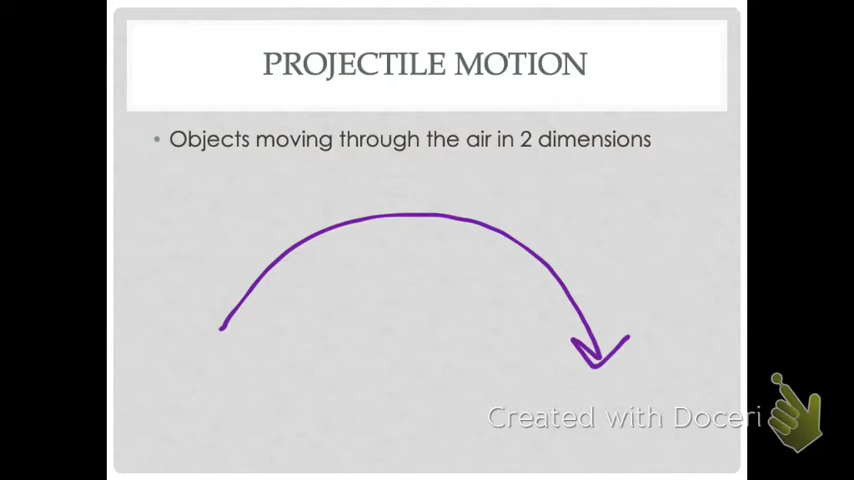 PROJECTILE MOTION
• Objects moving through the air in 2 dimensions
Created with Doceri